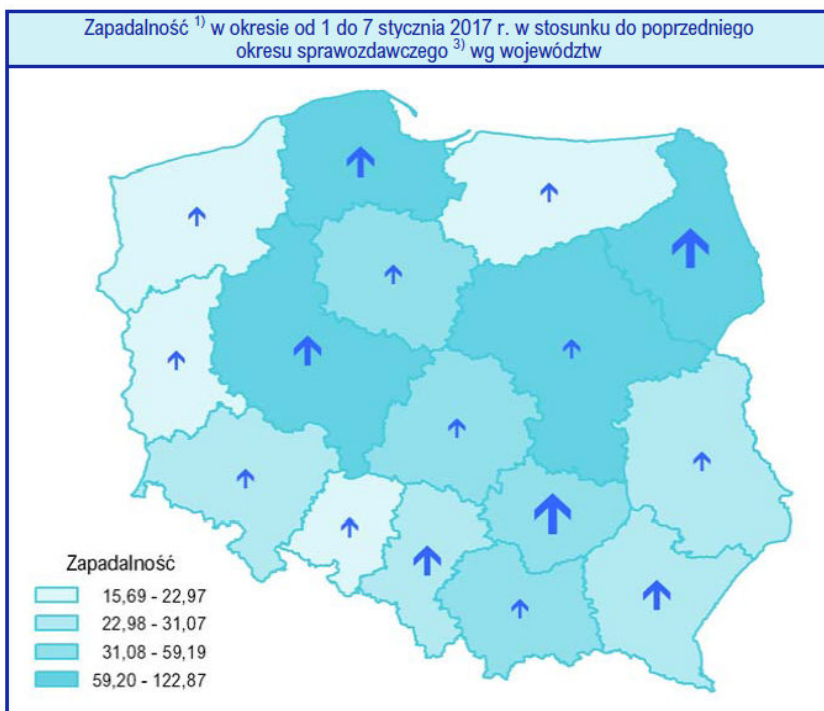 Zapadalność 1) w okresie od 1 do 7 stycznia 2017 r. w stosunku do poprzedniego
okresu sprawozdawczego 3) wg województw
Zapadalność
15,69 - 22,97
22,98 - 31,07
31,08 - 59,19
59,20 - 122,87